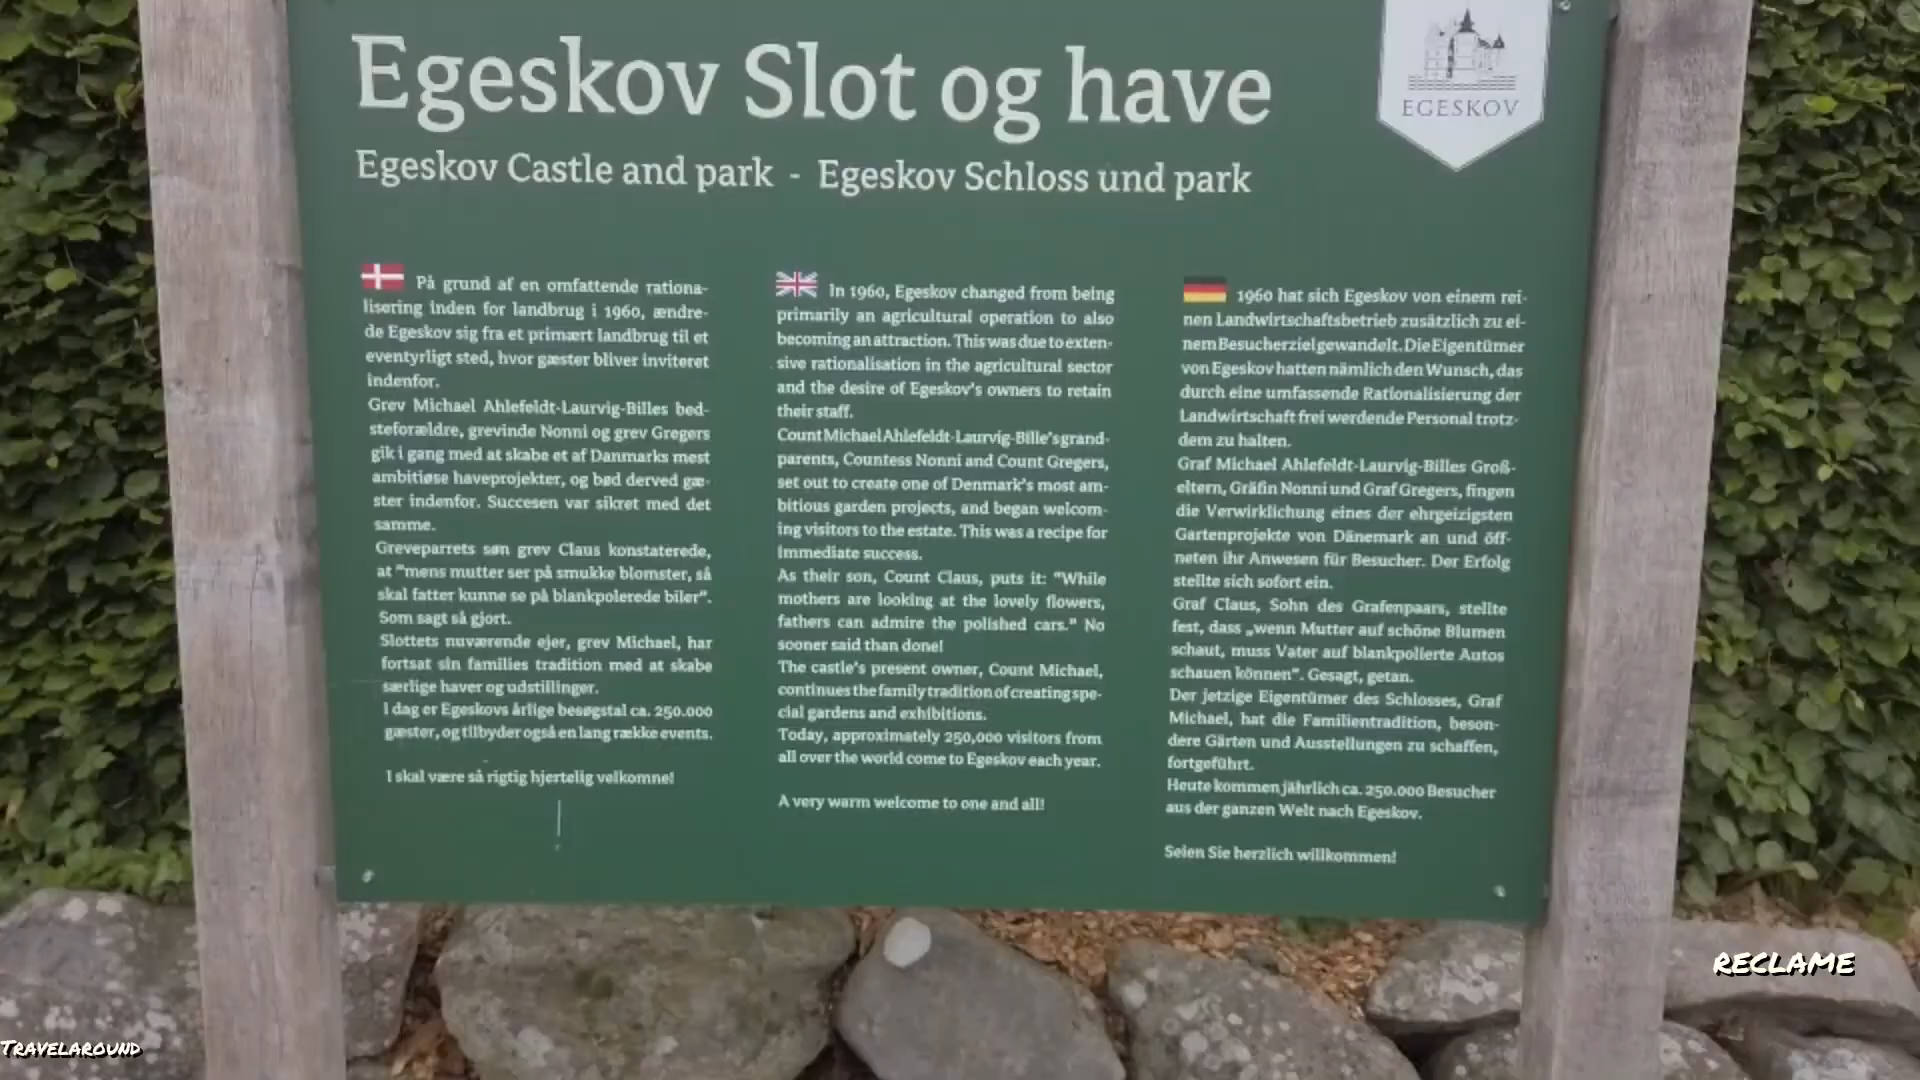 Egeskov Slot og have
EGESKOV
Egeskov Castle and park - Egeskov Schloss und park
På grund af en omfattende rationa-
lisering inden for landbrug i 1960, ændre-
de Egeskov sig fra et primært landbrug til et
eventyrligt sted, hvor gæster bliver inviteret
indenfor.
Grev Michael Ahlefeldt-Laurvig-Billes bed-
steforældre, grevinde Nonni og grev Gregers
gik i gang med at skabe et af Danmarks mest
ambitiøse haveprojekter, og bød derved gæ-
ster indenfor. Succesen var sikret med det
samme.
Greveparrets søn grev Claus konstaterede,
at "mens mutter ser på smukke blomster, så
skal fatter kunne se på blankpolerede biler".
Som sagt så gjort.
Slottets nuværende ejer, grev Michael, har
fortsat sin families tradition med at skabe
særlige haver og udstillinger.
I dag er Egeskovs årlige besøgstal ca. 250.000
gæster, og tilbyder også en lang række events.
I skal være så rigtig hjertelig velkomne!
In 1960, Egeskov changed from being
primarily an agricultural operation to also
becoming an attraction. This was due to exten-
sive rationalisation in the agricultural sector
and the desire of Egeskov's owners to retain
their staff.
Count Michael Ahlefeldt-Laurvig-Bille's grand-
parents, Countess Nonni and Count Gregers,
set out to create one of Denmark's most am-
bitious garden projects, and began welcom-
ing visitors to the estate. This was a recipe for
immediate success.
As their son, Count Claus, puts it: "While
mothers are looking at the lovely flowers,
fathers can admire the polished cars." No
sooner said than done!
The castle's present owner, Count Michael,
continues the family tradition of creating spe-
cial gardens and exhibitions.
Today, approximately 250,000 visitors from
all over the world come to Egeskov each year.
A very warm welcome to one and all!
1960 hat sich Egeskov von einem rei-
nen Landwirtschaftsbetrieb zusätzlich zu ei-
nem Besucherziel gewandelt. Die Eigentümer
von Egeskov hatten nämlich den Wunsch, das
durch eine umfassende Rationalisierung der
Landwirtschaft frei werdende Personal trotz-
dem zu halten.
Graf Michael Ahlefeldt-Laurvig-Billes Groß-
eltern, Gräfin Nonni und Graf Gregers, fingen
die Verwirklichung eines der ehrgeizigsten
Gartenprojekte von Dänemark an und öff-
neten ihr Anwesen für Besucher. Der Erfolg
stellte sich sofort ein.
Graf Claus, Sohn des Grafenpaars, stellte
fest, dass „wenn Mutter auf schöne Blumen
schaut, muss Vater auf blankpolierte Autos
schauen können". Gesagt, getan.
Der jetzige Eigentümer des Schlosses, Graf
Michael, hat die Familientradition, beson-
dere Gärten und Ausstellungen zu schaffen,
fortgeführt.
Heute kommen jährlich ca. 250.000 Besucher
aus der ganzen Welt nach Egeskov.
Seien Sie herzlich willkommen!
RECLAME
TRAVELAROUND